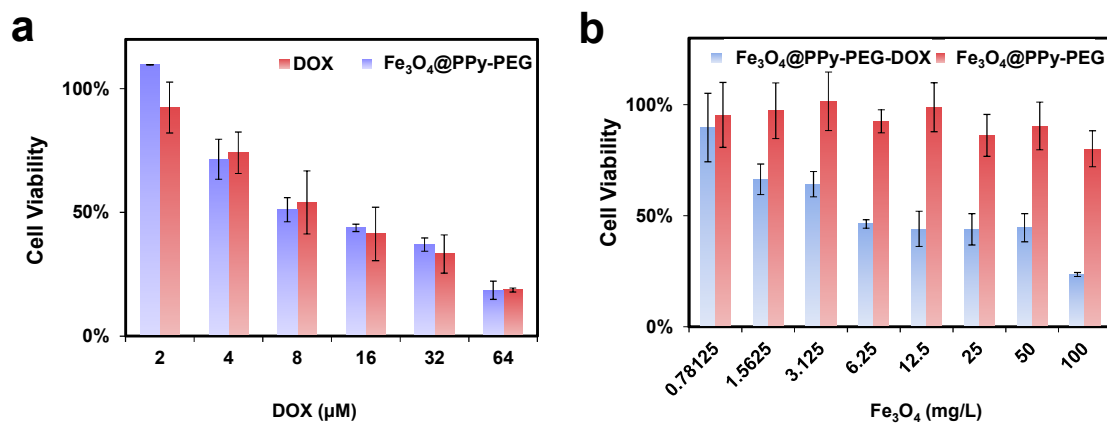 a
DOX Fe₃O₄@PPy-PEG
100%
50%
0%
Cell Viability
2 4 8 16 32 64
DOX (μM)
b
Fe₃O₄@PPy-PEG-DOX Fe₃O₄@PPy-PEG
100%
50%
0%
Cell Viability
0.78125 1.5625 3.125 6.25 12.5 25 50 100
Fe₃O₄ (mg/L)